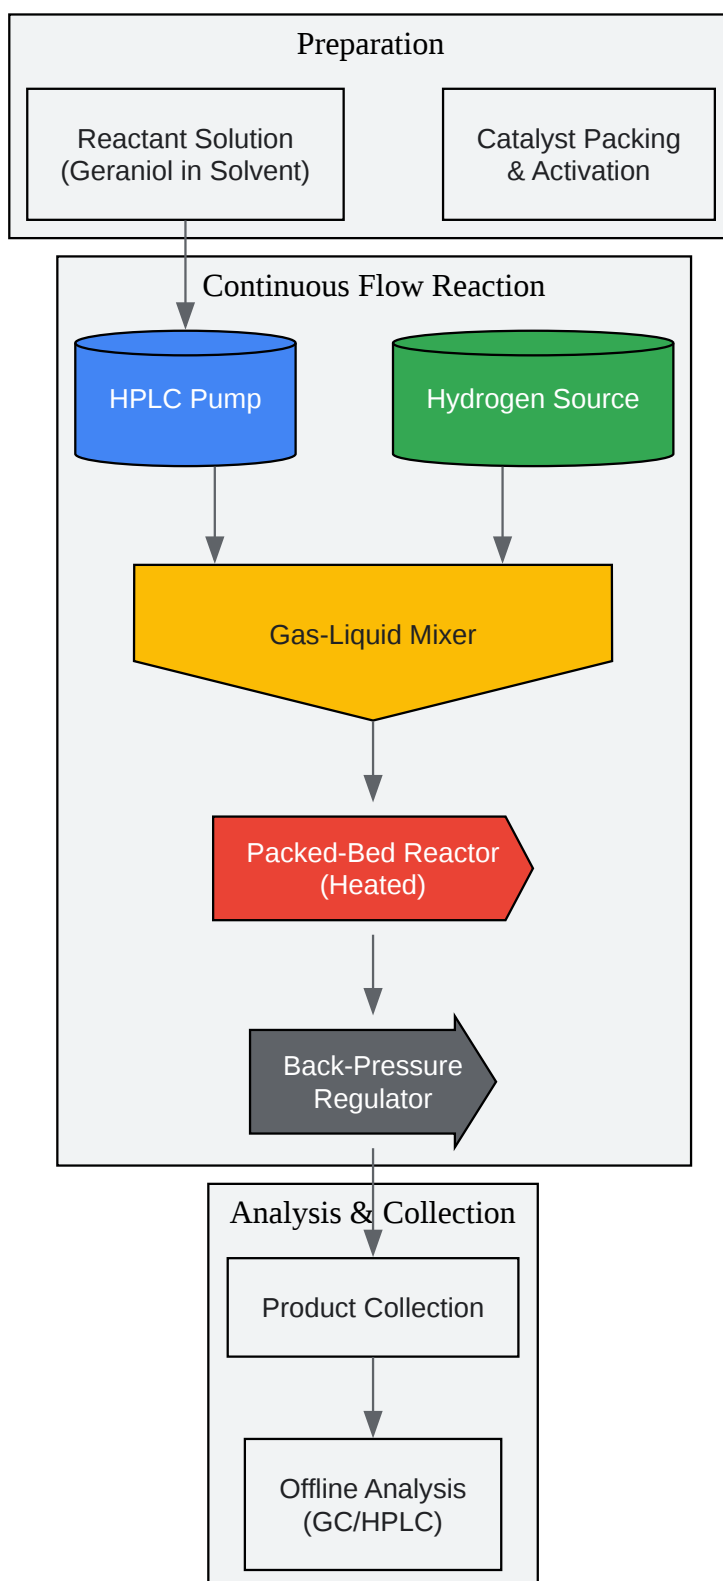 Preparation
Reactant Solution
(Geraniol in Solvent)
Catalyst Packing
& Activation
Continuous Flow Reaction
HPLC Pump
Hydrogen Source
Gas-Liquid Mixer
Packed-Bed Reactor
(Heated)
Back-Pressure
Regulator
Analysis & Collection
Product Collection
Offline Analysis
(GC/HPLC)